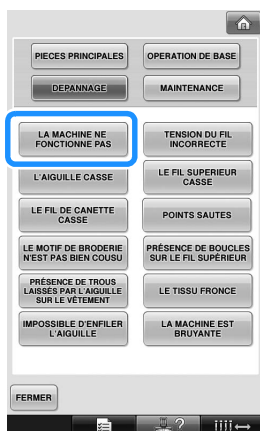 PIECES PRINCIPALES
OPERATION DE BASE
DEPANNAGE
MAINTENANCE
LA MACHINE NE
FONCTIONNE PAS
TENSION DU FIL
INCORRECTE
L'AIGUILLE CASSE
LE FIL SUPERIEUR
CASSE
LE FIL DE CANETTE
CASSE
POINTS SAUTES
LE MOTIF DE BRODERIE
N'EST PAS BIEN COUSU
PRÉSENCE DE BOUCLES
SUR LE FIL SUPÉRIEUR
PRÉSENCE DE TROUS
LAISSÉS PAR L'AIGUILLE
SUR LE VÊTEMENT
LE TISSU FRONCE
IMPOSSIBLE D'ENFILER
L'AIGUILLE
LA MACHINE EST
BRUYANTE
FERMER
?